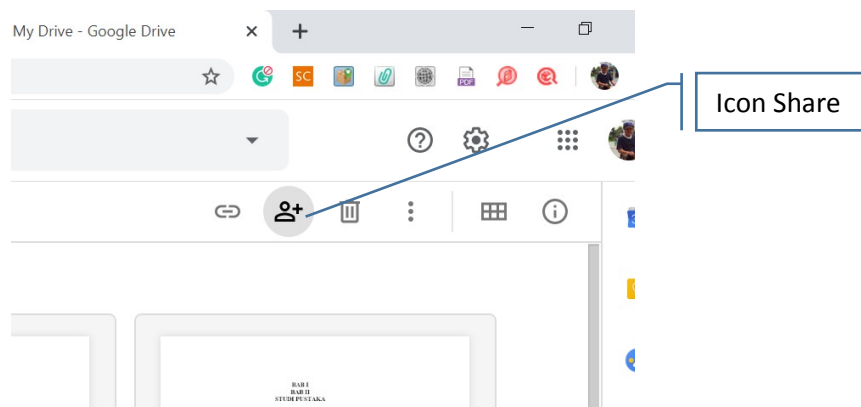 My Drive - Google Drive
SC
PDF
Icon Share
BAB I
BAB II
STUDI PUSTAKA